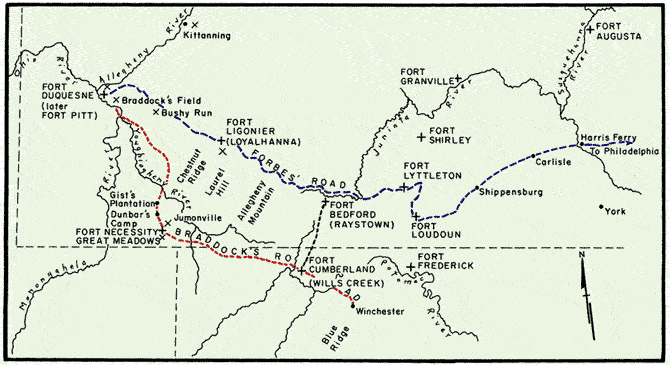 Kittanning
Allegheny River
Ohio River
FORT
DUQUESNE
(later
FORT PITT)
Braddock's Field
Bushy Run
FORT
LIGONIER
(LOYALHANNA)
FORBES' ROAD
Chestnut
Ridge
Laurel
Hill
Allegheny
Mountain
Youghiogheny River
Gist's
Plantation
Dunbar's
Camp
Jumonville
FORT NECESSITY
GREAT MEADOWS
BRADDOCK'S ROAD
Monongahela River
FORT
CUMBERLAND
(WILLS CREEK)
FORT
BEDFORD
(RAYSTOWN)
Winchester
Blue
Ridge
Potomac River
FORT
FREDERICK
FORT
LOUDOUN
FORT
LYTTLETON
FORT
SHIRLEY
FORT
GRANVILLE
Juniata River
Susquehanna River
FORT
AUGUSTA
Harris Ferry
To Philadelphia
Carlisle
Shippensburg
York
N